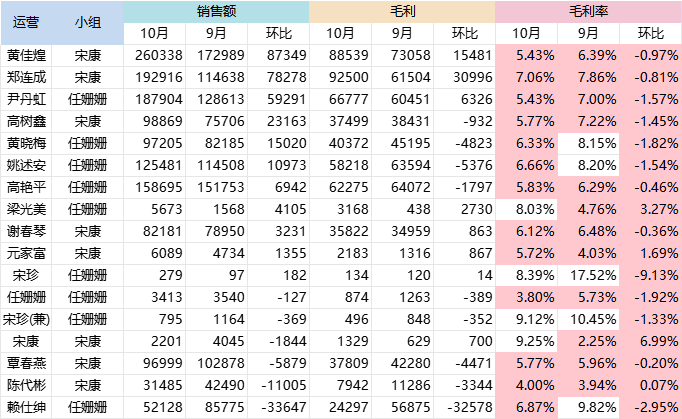 运营 小组 销售额 毛利 毛利率
10月 9月 环比 10月 9月 环比 10月 9月 环比
黄佳煌 宋康 260338 172989 87349 88539 73058 15481 5.43% 6.39% -0.97%
郑连成 宋康 192916 114638 78278 92500 61504 30996 7.06% 7.86% -0.81%
尹丹虹 任姗姗 187904 128613 59291 66777 60451 6326 5.43% 7.00% -1.57%
高树鑫 宋康 98869 75706 23163 37499 38431 -932 5.77% 7.22% -1.45%
黄晓梅 任姗姗 97205 82185 15020 40372 45195 -4823 6.33% 8.15% -1.82%
姚述安 任姗姗 125481 114508 10973 58218 63594 -5376 6.66% 8.20% -1.54%
高艳平 任姗姗 158695 151753 6942 62275 64072 -1797 5.83% 6.29% -0.46%
梁光美 任姗姗 5673 1568 4105 3168 438 2730 8.03% 4.76% 3.27%
谢春琴 宋康 82181 78950 3231 35822 34959 863 6.12% 6.48% -0.36%
元家富 宋康 6089 4734 1355 2183 1316 867 5.72% 4.03% 1.69%
宋珍 任姗姗 279 97 182 134 120 14 8.39% 17.52% -9.13%
任姗姗 任姗姗 3413 3540 -127 874 1263 -389 3.80% 5.73% -1.92%
宋珍(兼) 任姗姗 795 1164 -369 496 848 -352 9.12% 10.45% -1.33%
宋康 宋康 2201 4045 -1844 1329 629 700 9.25% 2.25% 6.99%
覃春燕 宋康 96999 102878 -5879 37809 42280 -4471 5.77% 5.96% -0.20%
陈代彬 宋康 31485 42490 -11005 7942 11286 -3344 4.00% 3.94% 0.07%
赖仕绅 任姗姗 52128 85775 -33647 24297 56875 -32578 6.87% 9.82% -2.95%